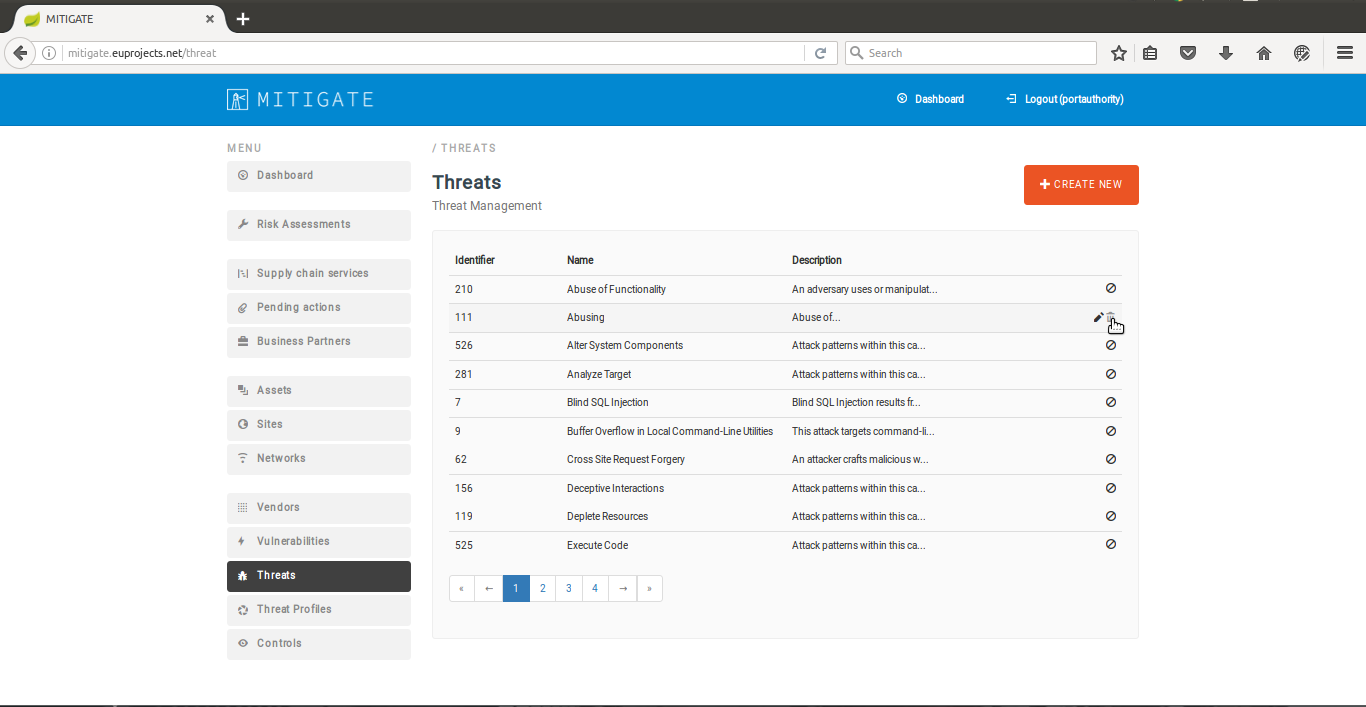 MITIGATE
mitigate.euprojects.net/threat
Search
MITIGATE
Dashboard
Logout (portauthority)
MENU
Dashboard
Risk Assessments
Supply chain services
Pending actions
Business Partners
Assets
Sites
Networks
Vendors
Vulnerabilities
Threats
Threat Profiles
Controls
/ THREATS
Threats
Threat Management
CREATE NEW
Identifier Name Description
210 Abuse of Functionality An adversary uses or manipulat...
111 Abusing Abuse of...
526 Alter System Components Attack patterns within this ca...
281 Analyze Target Attack patterns within this ca...
7 Blind SQL Injection Blind SQL Injection results fr...
9 Buffer Overflow in Local Command-Line Utilities This attack targets command-li...
62 Cross Site Request Forgery An attacker crafts malicious w...
156 Deceptive Interactions Attack patterns within this ca...
119 Deplete Resources Attack patterns within this ca...
525 Execute Code Attack patterns within this ca...
« ← 1 2 3 4 → »